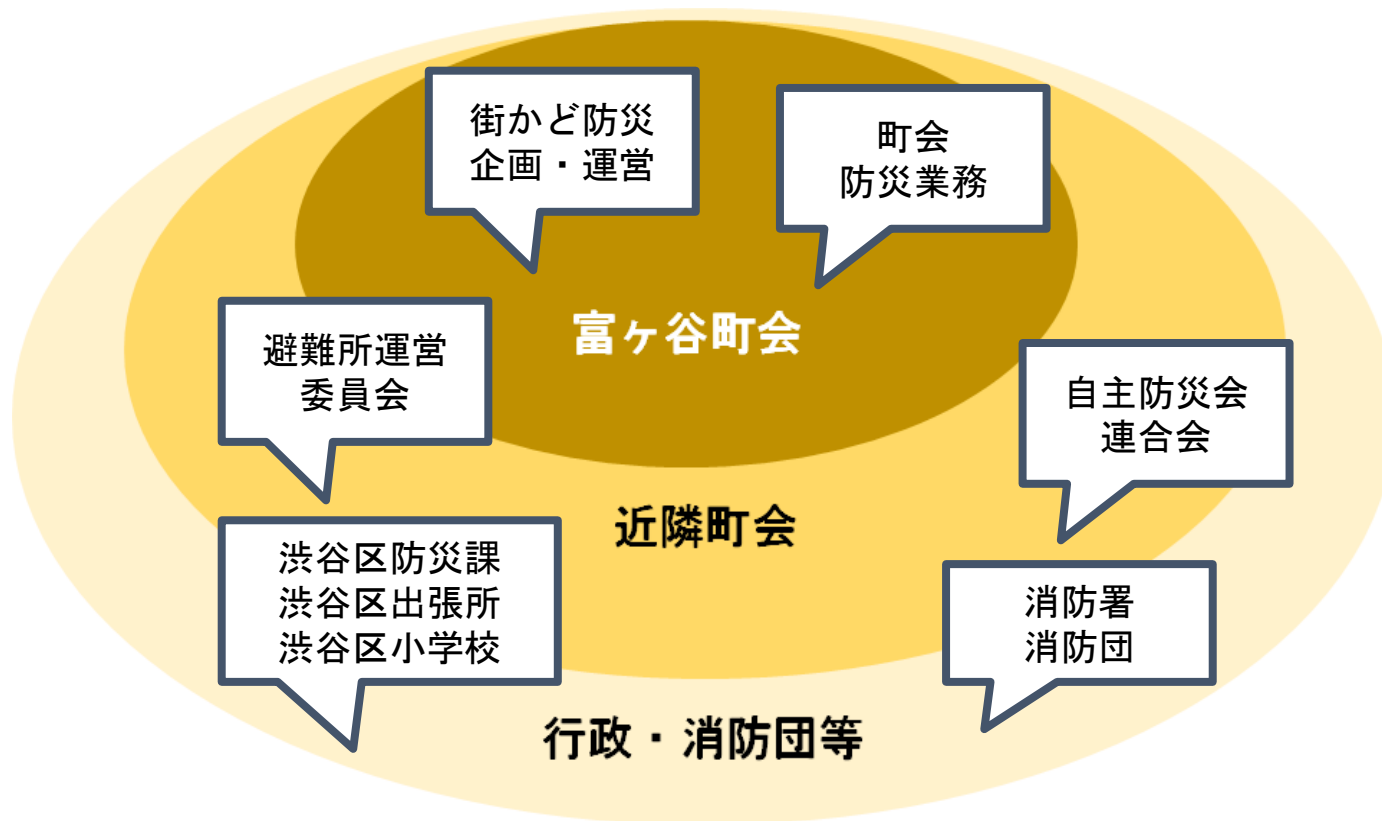 街かど防災
企画・運営
町会
防災業務
富ヶ谷町会
避難所運営
委員会
自主防災会
連合会
近隣町会
渋谷区防災課
渋谷区出張所
渋谷区小学校
消防署
消防団
行政・消防団等